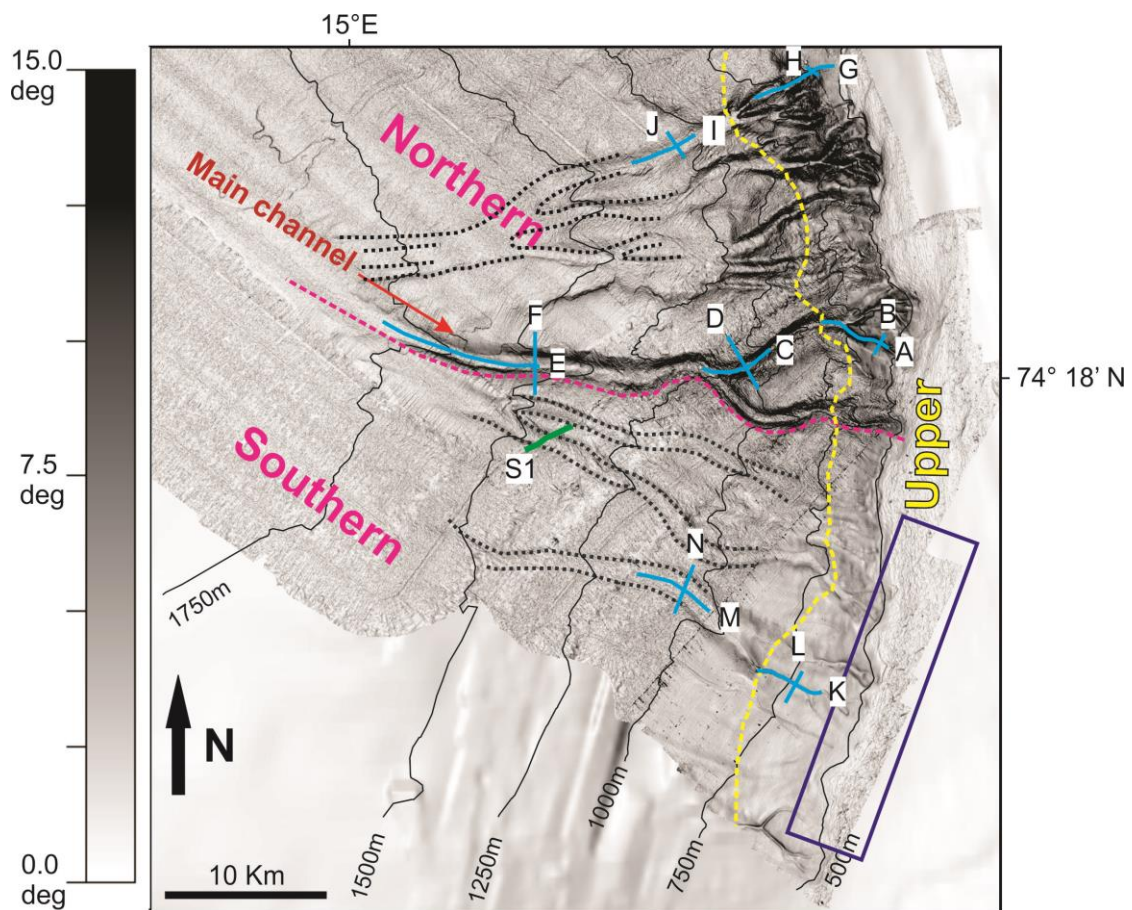 15°E
15.0
deg
H
G
J
I
Northern
Main channel
B
F
D
A
C
E
74° 18' N
Upper
7.5
deg
S1
Southern
N
1750m
M
L
K
N
1000m
750m
500m
1500m
1250m
0.0
deg
10 Km